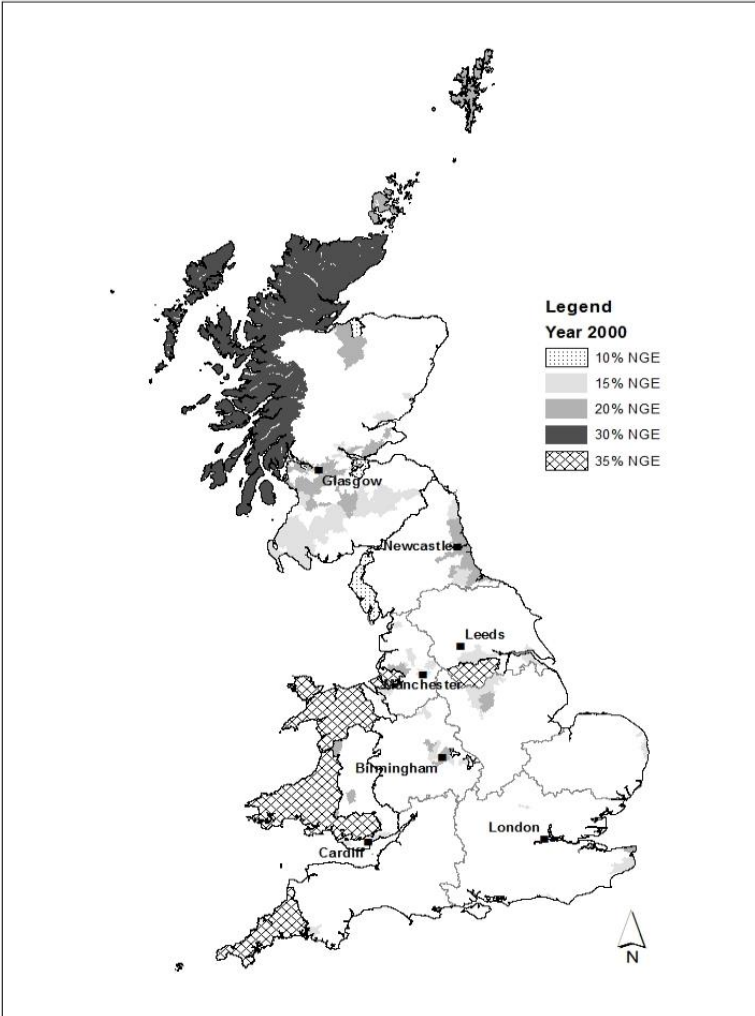 Legend
Year 2000
10% NGE
15% NGE
20% NGE
30% NGE
35% NGE
Glasgow
Newcastle
Leeds
Manchester
Birmingham
London
Cardiff
N